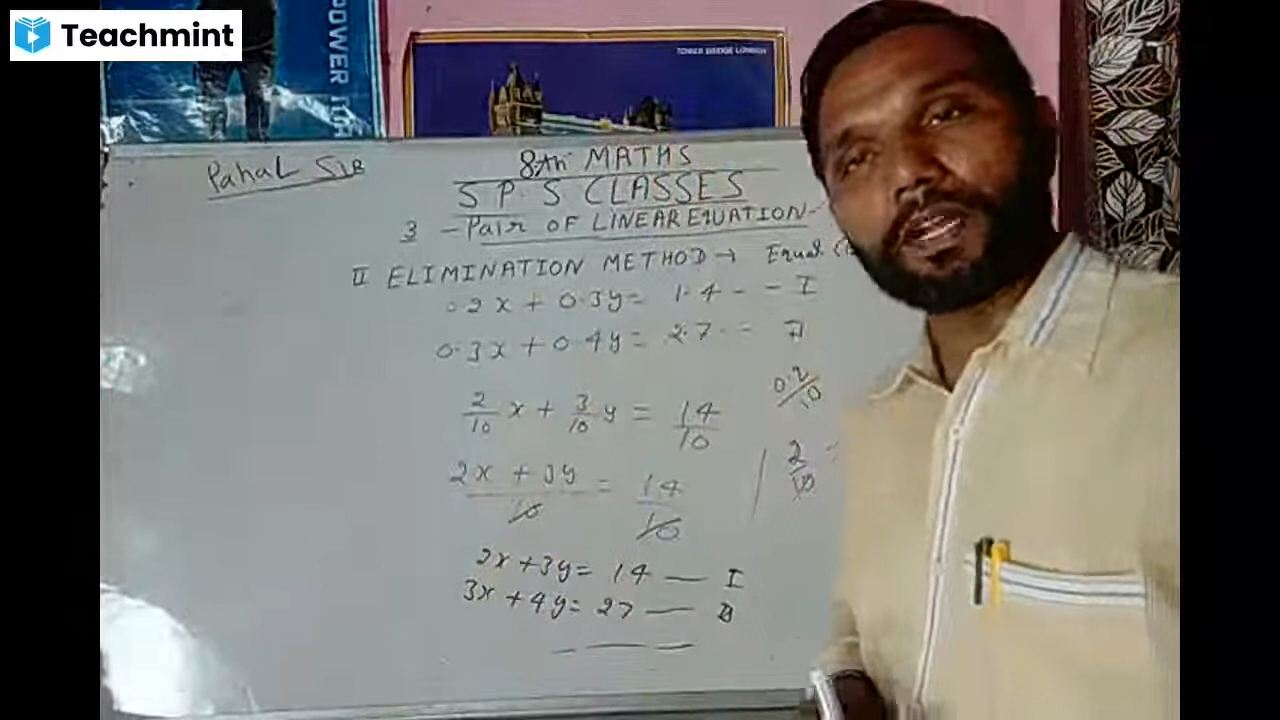 Teachmint
POWER
TOWER BRIDGE LONDON
Pahal SIR
8th MATHS
S P. S CLASSES
3 - Pair OF LINEAR EQUATION -
II ELIMINATION METHOD → Equal
0.2x + 0.3y = 1.4 - - I
0.3x + 0.4y = 2.7 - = II
0.2/10
2/10 x + 3/10 y = 14/10
2x + 3y / 10 = 14 / 10
2/10 =
2x + 3y = 14 — I
3x + 4y = 27 — II